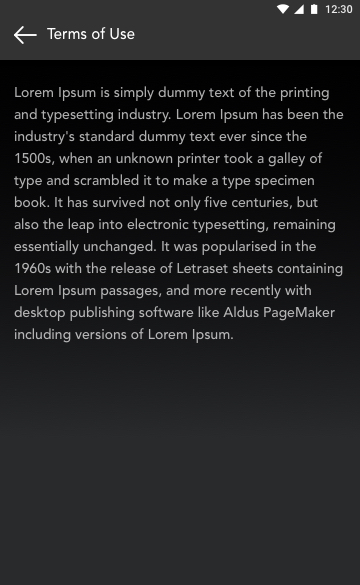 12:30
Terms of Use
Lorem Ipsum is simply dummy text of the printing
and typesetting industry. Lorem Ipsum has been the
industry's standard dummy text ever since the
1500s, when an unknown printer took a galley of
type and scrambled it to make a type specimen
book. It has survived not only five centuries, but
also the leap into electronic typesetting, remaining
essentially unchanged. It was popularised in the
1960s with the release of Letraset sheets containing
Lorem Ipsum passages, and more recently with
desktop publishing software like Aldus PageMaker
including versions of Lorem Ipsum.